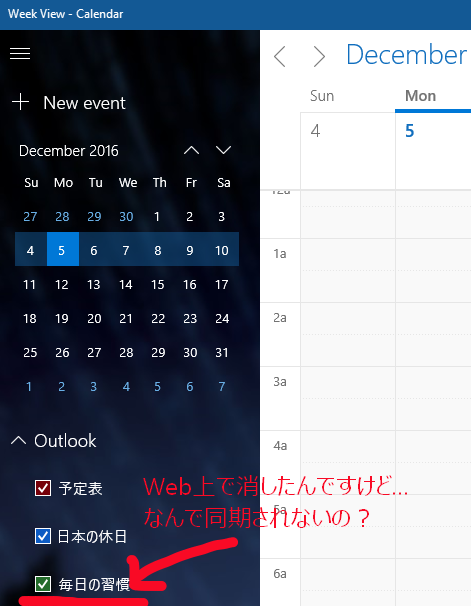 Week View - Calendar
December
New event
Sun
Mon
December 2016
4
5
Su Mo Tu We Th Fr Sa
12a
27 28 29 30 1 2 3
4 5 6 7 8 9 10
1a
11 12 13 14 15 16 17
2a
18 19 20 21 22 23 24
25 26 27 28 29 30 31
3a
1 2 3 4 5 6 7
4a
Outlook
予定表
Web上で消したんですけど...
なんで同期されないの？
5a
日本の休日
6a
毎日の習慣